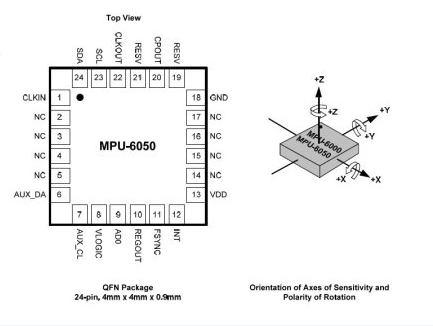 Top View
SDA
SCL
CLKOUT
RESV
CPOUT
RESV
24 23 22 21 20 19
CLKIN 1 18 GND
NC 2 17 NC
NC 3 16 NC
NC 4 15 NC
NC 5 14 NC
AUX_DA 6 13 VDD
MPU-6050
7 8 9 10 11 12
AUX_CL
VLOGIC
AD0
REGOUT
FSYNC
INT
QFN Package
24-pin, 4mm x 4mm x 0.9mm
+Z
+Z
+Y
+Y
MPU-6000
MPU-6050
+X
+X
Orientation of Axes of Sensitivity and
Polarity of Rotation